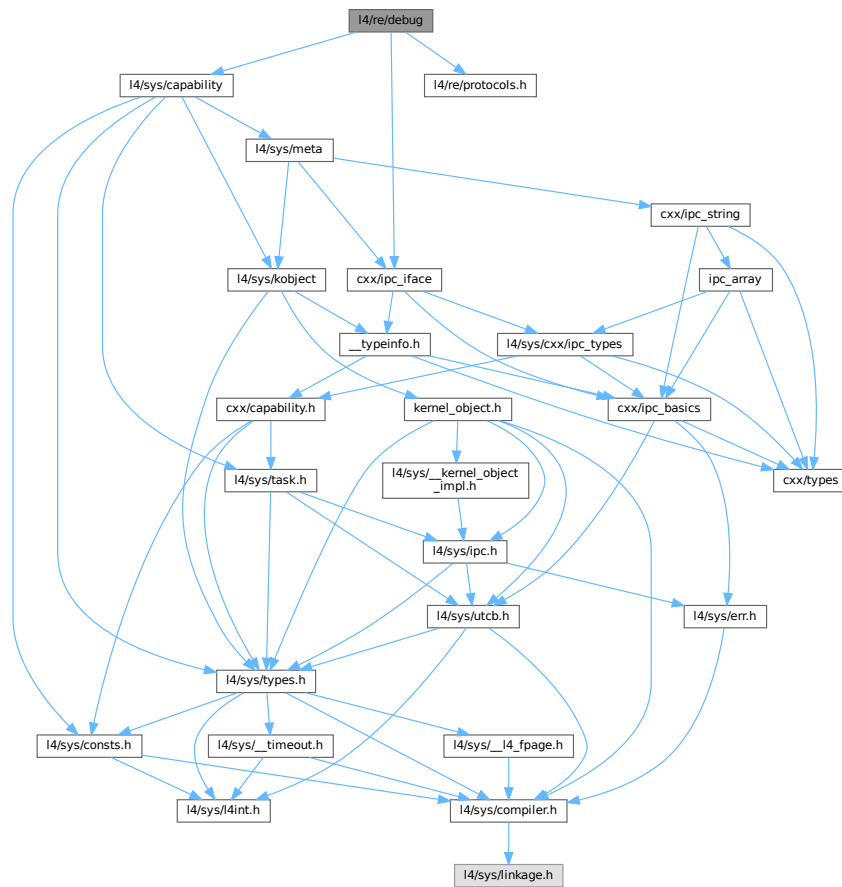 l4/re/debug
l4/sys/capability
l4/re/protocols.h
l4/sys/meta
cxx/ipc_string
l4/sys/kobject
cxx/ipc_iface
ipc_array
__typeinfo.h
l4/sys/cxx/ipc_types
cxx/capability.h
kernel_object.h
cxx/ipc_basics
l4/sys/task.h
l4/sys/__kernel_object
_impl.h
cxx/types
l4/sys/ipc.h
l4/sys/utcb.h
l4/sys/err.h
l4/sys/types.h
l4/sys/consts.h
l4/sys/__timeout.h
l4/sys/__l4_fpage.h
l4/sys/l4int.h
l4/sys/compiler.h
l4/sys/linkage.h